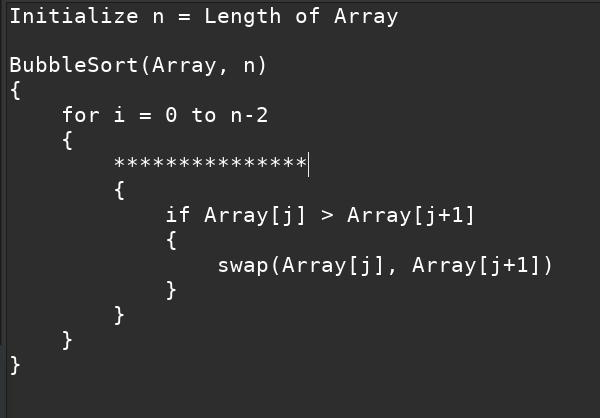 Initialize n = Length of Array
BubbleSort(Array, n)
{
for i = 0 to n-2
{
***************
{
if Array[j] > Array[j+1]
{
swap(Array[j], Array[j+1])
}
}
}
}